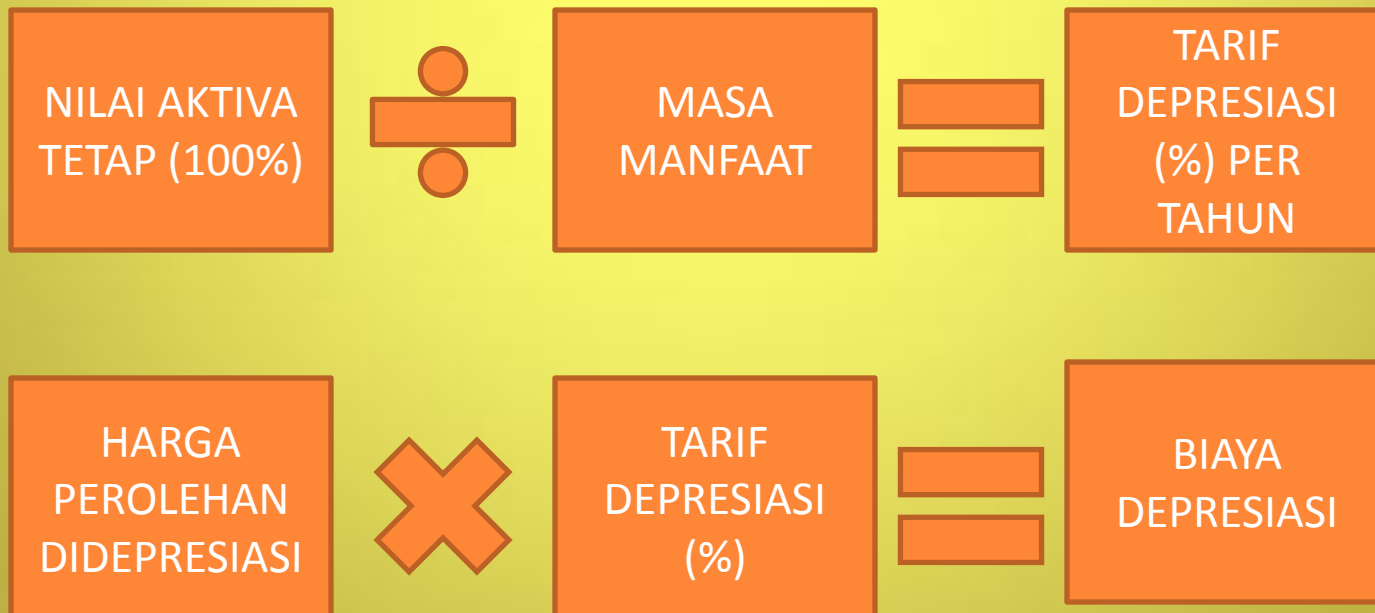 NILAI AKTIVA
TETAP (100%)
MASA
MANFAAT
TARIF
DEPRESIASI
(%) PER
TAHUN
HARGA
PEROLEHAN
DIDEPRESIASI
TARIF
DEPRESIASI
(%)
BIAYA
DEPRESIASI